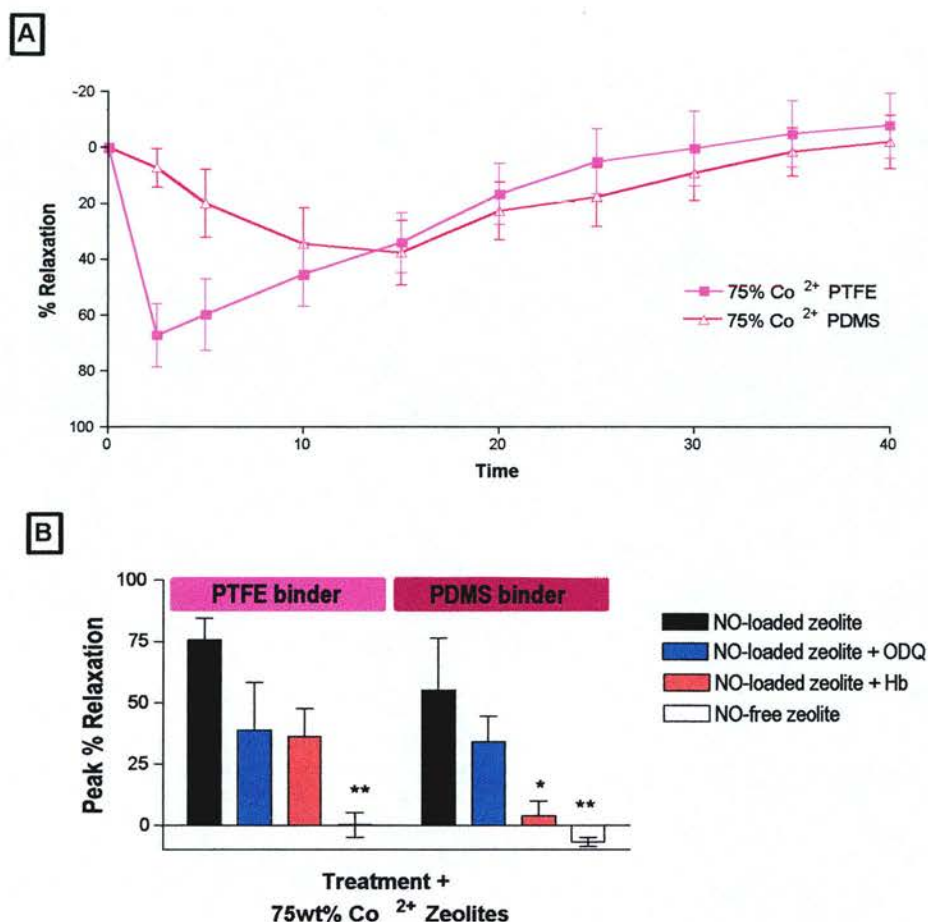 A
-20
0
20
40
60
80
100
% Relaxation
75% Co 2+ PTFE
75% Co 2+ PDMS
0 10 20 30 40
Time
B
PTFE binder PDMS binder
100
75
50
25
0
Peak % Relaxation
** * **
NO-loaded zeolite
NO-loaded zeolite + ODQ
NO-loaded zeolite + Hb
NO-free zeolite
Treatment +
75wt% Co 2+ Zeolites